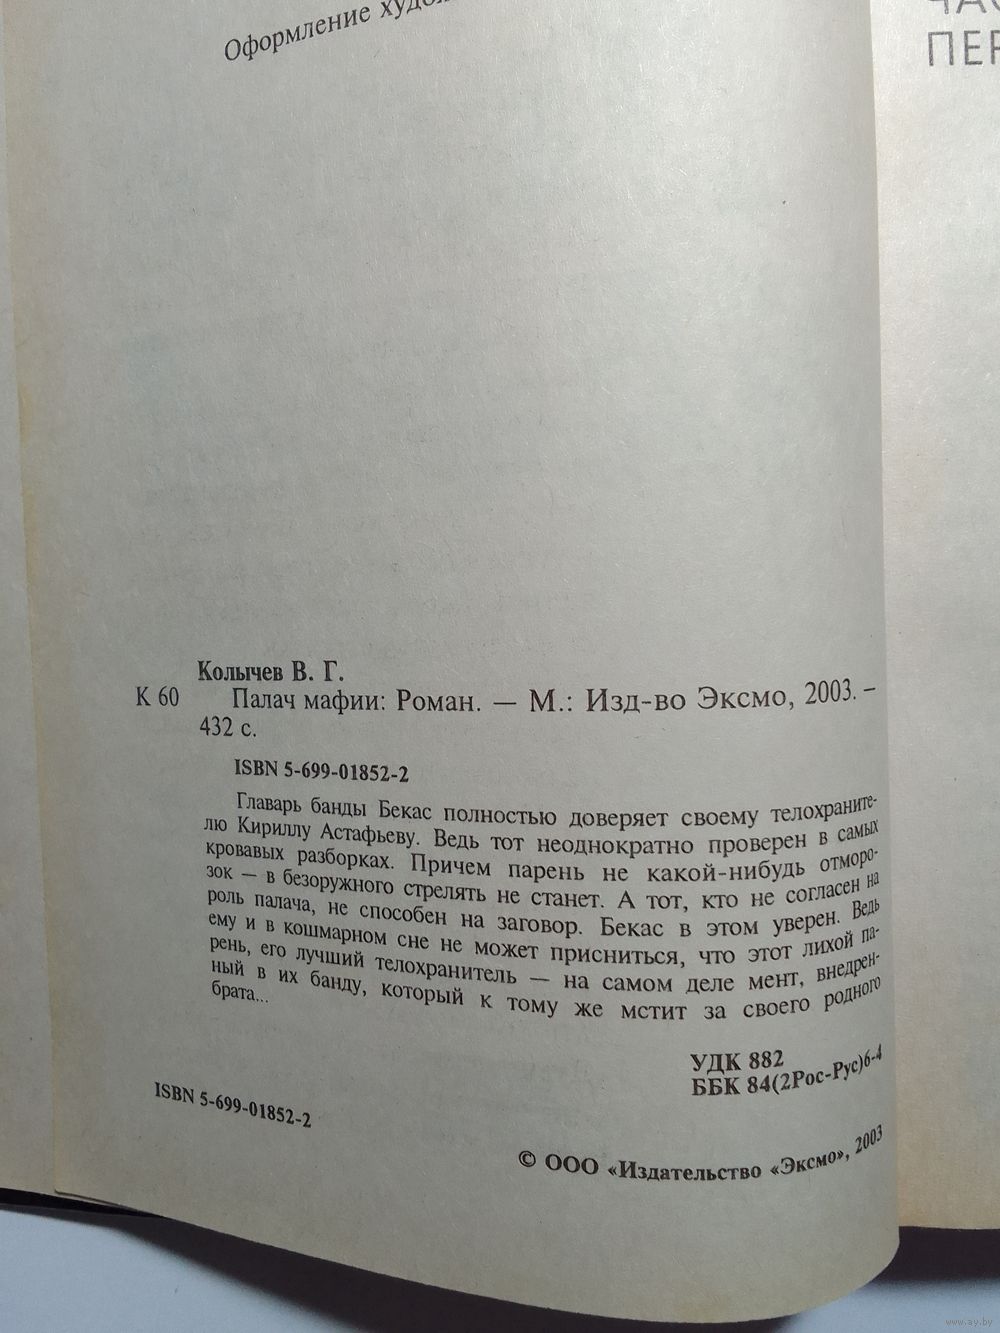 Оформление
ПЕР
Колычев В. Г.
К 60 Палач мафии: Роман. — М.: Изд-во Эксмо, 2003. –
432 с.
ISBN 5-699-01852-2
Главарь банды Бекас полностью доверяет своему телохраните-
лю Кириллу Астафьеву. Ведь тот неоднократно проверен в самых
кровавых разборках. Причем парень не какой-нибудь отморо-
зок — в безоружного стрелять не станет. А тот, кто не согласен на
роль палача, не способен на заговор. Бекас в этом уверен. Ведь
ему и в кошмарном сне не может присниться, что этот лихой па-
рень, его лучший телохранитель — на самом деле мент, внедрен-
ный в их банду, который к тому же мстит за своего родного
брата...
УДК 882
ББК 84(2Рос-Рус)6-4
ISBN 5-699-01852-2
© ООО «Издательство «Эксмо», 2003
www.ay.by